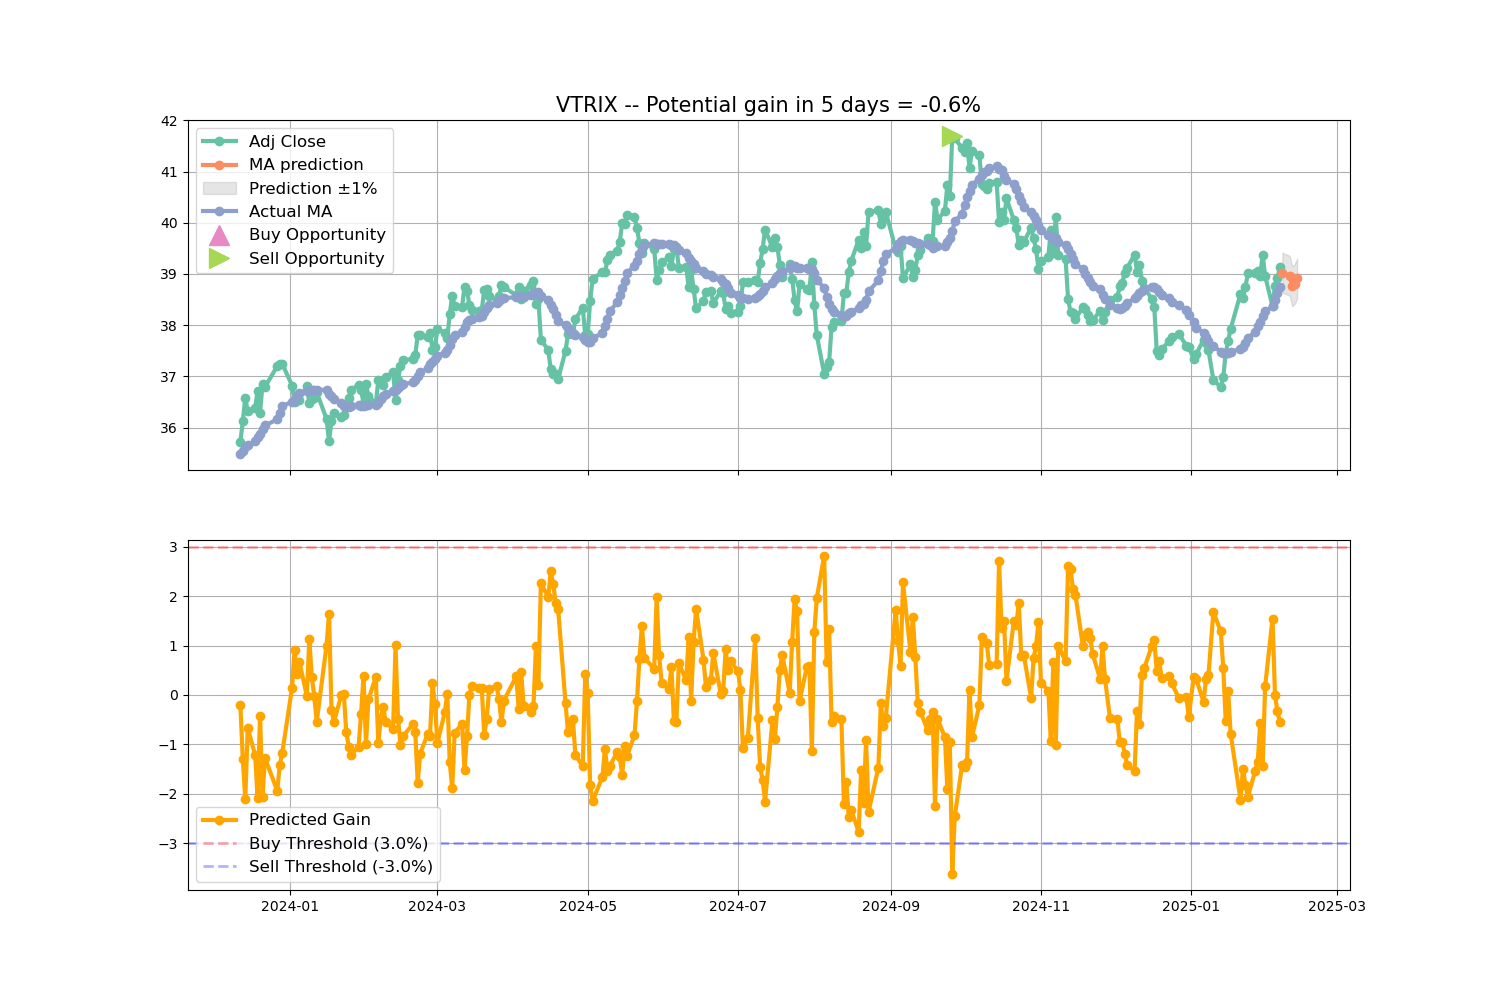 VTRIX -- Potential gain in 5 days = -0.6%
42
41
40
39
38
37
36
Adj Close
MA prediction
Prediction ±1%
Actual MA
Buy Opportunity
Sell Opportunity
3
2
1
0
−1
−2
−3
Predicted Gain
Buy Threshold (3.0%)
Sell Threshold (-3.0%)
2024-01 2024-03 2024-05 2024-07 2024-09 2024-11 2025-01 2025-03